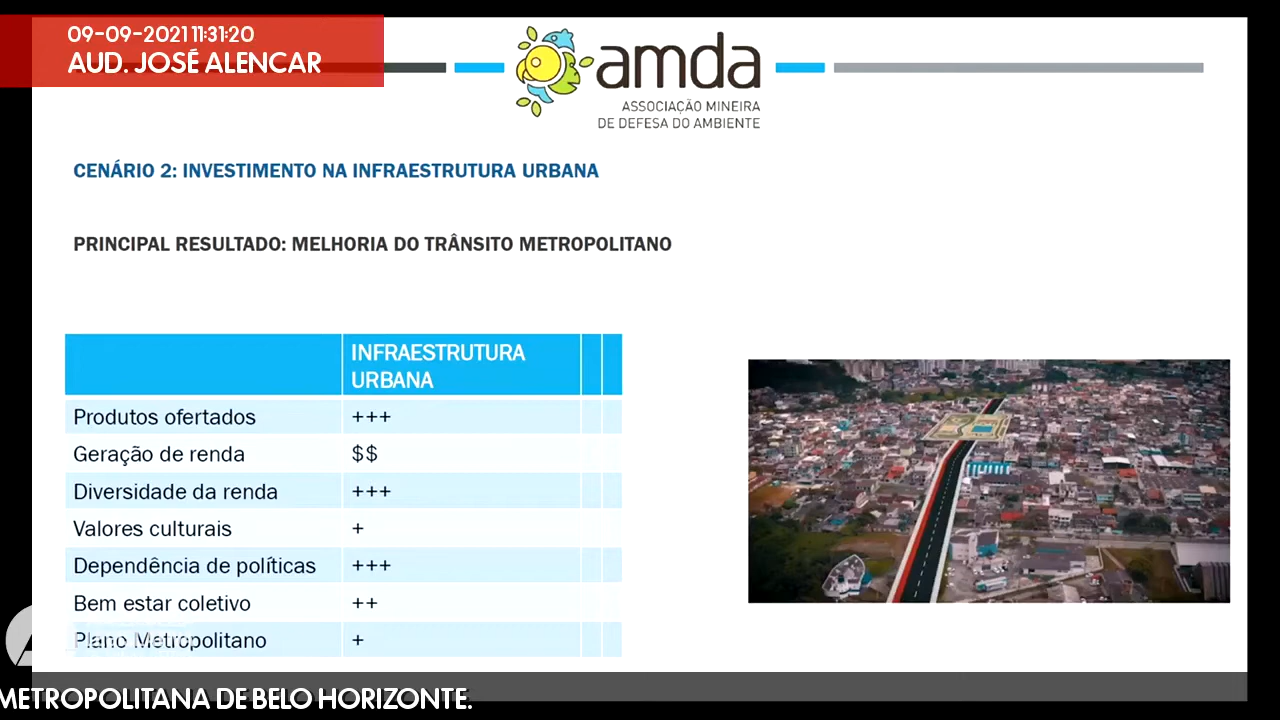 09-09-2021 11:31:20
AUD. JOSÉ ALENCAR
amda
ASSOCIAÇÃO MINEIRA
DE DEFESA DO AMBIENTE
CENÁRIO 2: INVESTIMENTO NA INFRAESTRUTURA URBANA
PRINCIPAL RESULTADO: MELHORIA DO TRÂNSITO METROPOLITANO
INFRAESTRUTURA
URBANA
Produtos ofertados +++
Geração de renda $$
Diversidade da renda +++
Valores culturais +
Dependência de políticas +++
Bem estar coletivo ++
Plano Metropolitano +
METROPOLITANA DE BELO HORIZONTE.